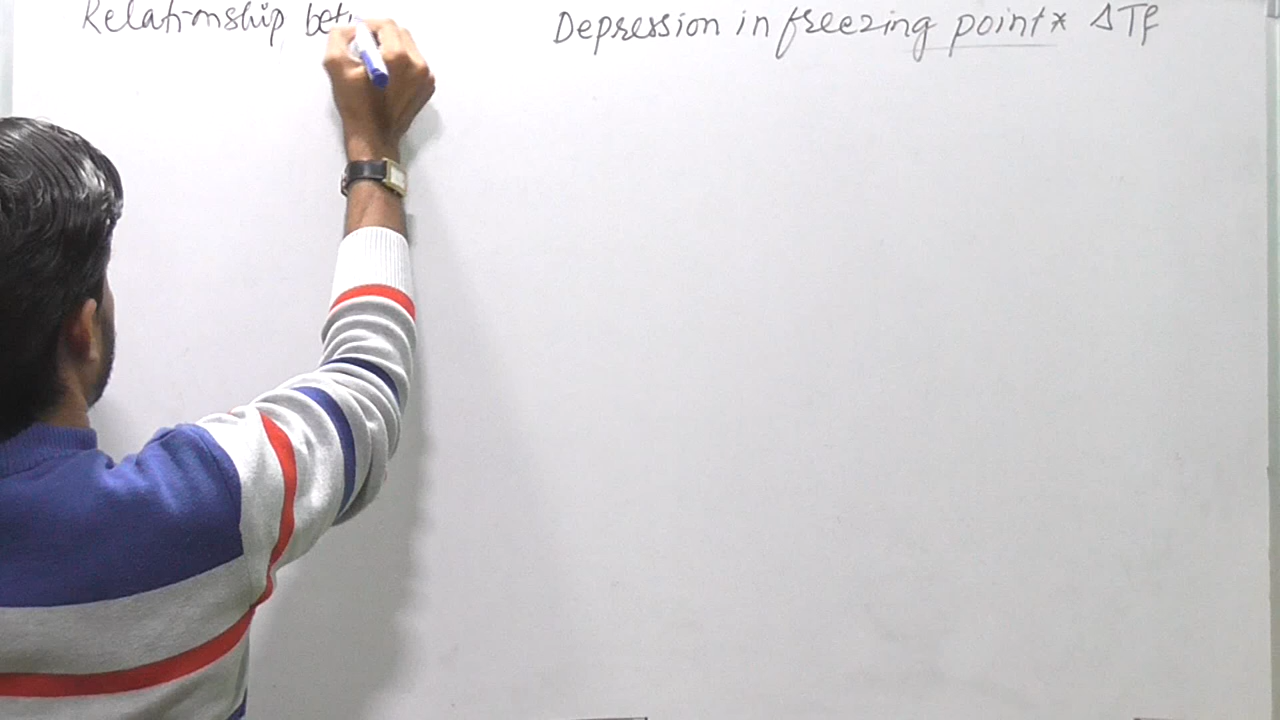 Relationship bet
Depression in freezing point* ΔTf